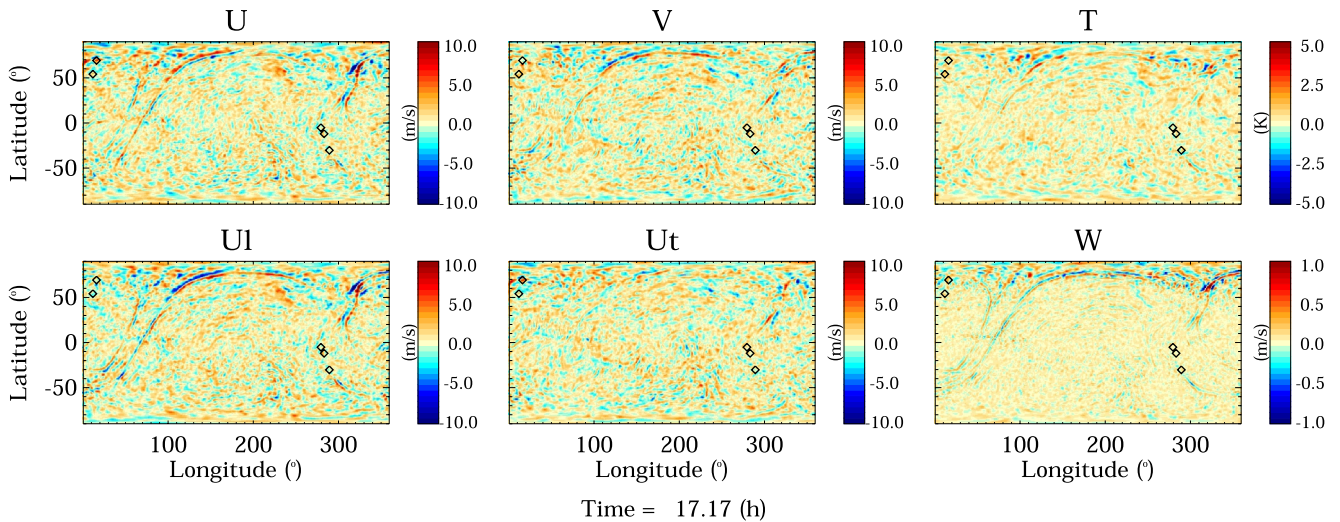 U V T
10.0 10.0 5.0
50 5.0 5.0 2.5
Latitude (°) 0 0.0 (m/s) 0.0 (m/s) 0.0 (K)
-50 -5.0 -5.0 -2.5
-10.0 -10.0 -5.0
Ul Ut W
10.0 10.0 1.0
50 5.0 5.0 0.5
Latitude (°) 0 0.0 (m/s) 0.0 (m/s) 0.0 (m/s)
-50 -5.0 -5.0 -0.5
-10.0 -10.0 -1.0
100 200 300 100 200 300 100 200 300
Longitude (°) Longitude (°) Longitude (°)
Time = 17.17 (h)